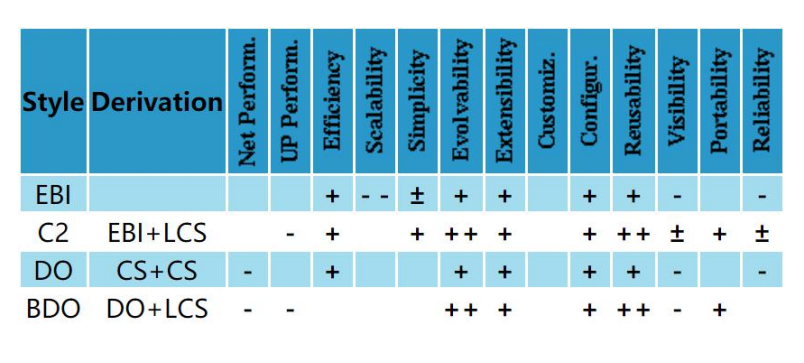 Style Derivation Net Perform. UP Perform. Efficiency Scalability Simplicity Evolvability Extensibility Customiz. Configur. Reusability Visibility Portability Reliability
EBI + - - ± + + + + - -
C2 EBI+LCS - + + ++ + + ++ ± + ±
DO CS+CS - + + + + + - -
BDO DO+LCS - - ++ + + ++ - +